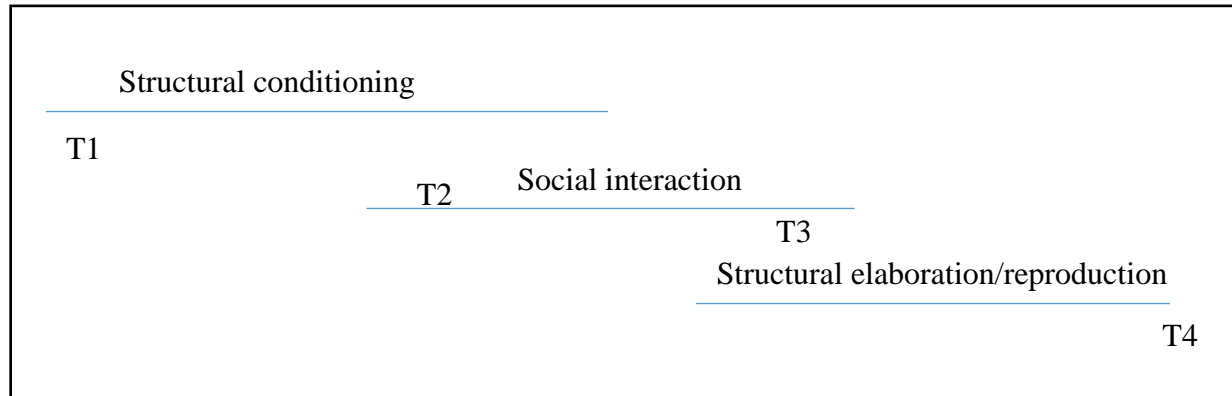 Structural conditioning
T1
T2 Social interaction
T3
Structural elaboration/reproduction
T4